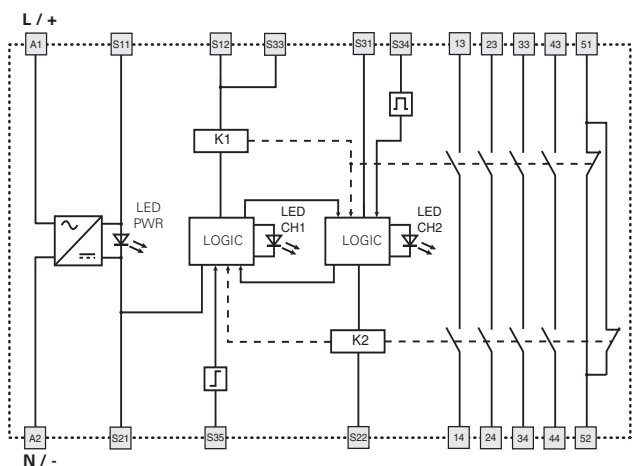 L / +
A1 S11 S12 S33 S31 S34 13 23 33 43 51
K1
LED
PWR
LOGIC
LED
CH1
LOGIC
LED
CH2
K2
A2 S21 S35 S22 14 24 34 44 52
N / -